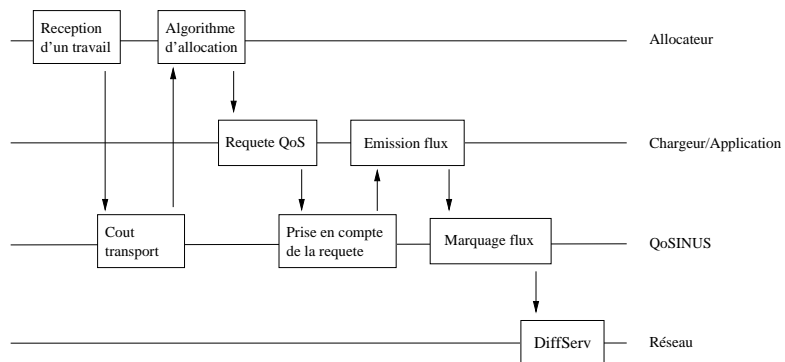 Reception
d'un travail
Algorithme
d'allocation
Allocateur
Requete QoS
Emission flux
Chargeur/Application
Cout
transport
Prise en compte
de la requete
Marquage flux
QoSINUS
DiffServ
Réseau